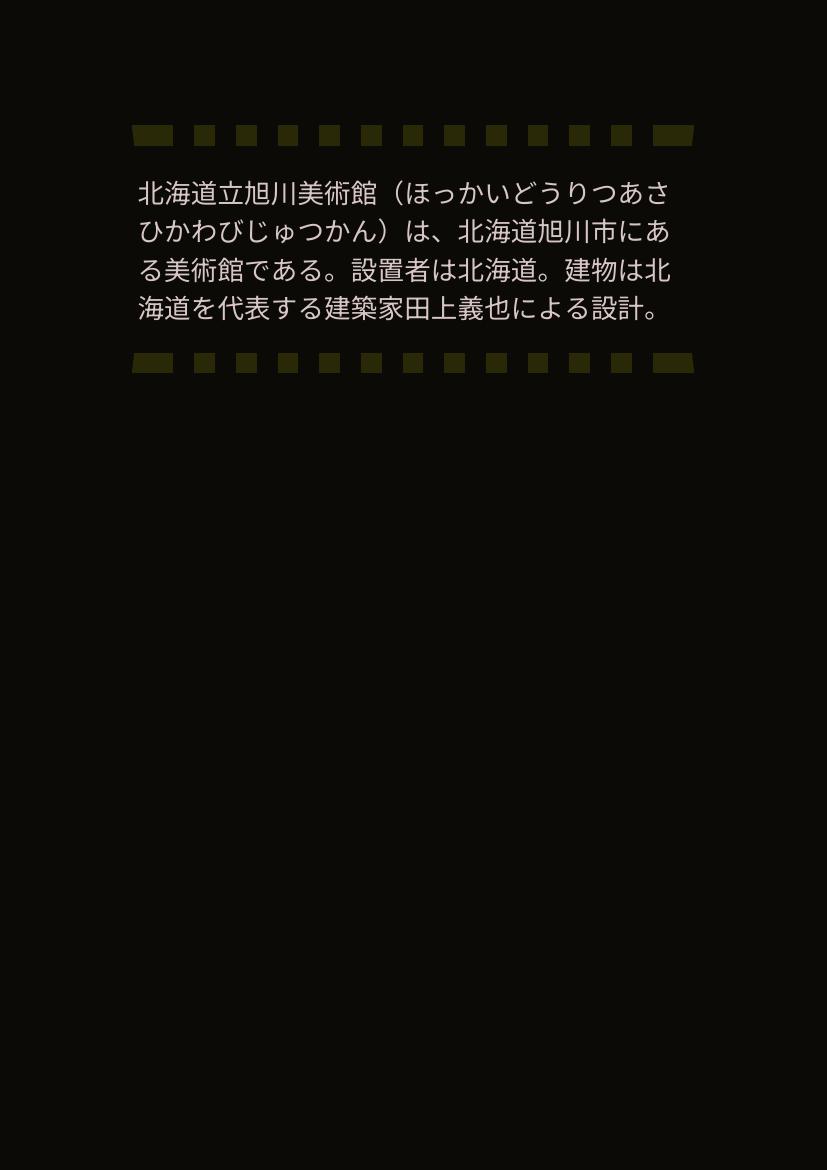 北海道立旭川美術館（ほっかいどうりつあさ
ひかわびじゅつかん）は、北海道旭川市にあ
る美術館である。設置者は北海道。建物は北
海道を代表する建築家田上義也による設計。